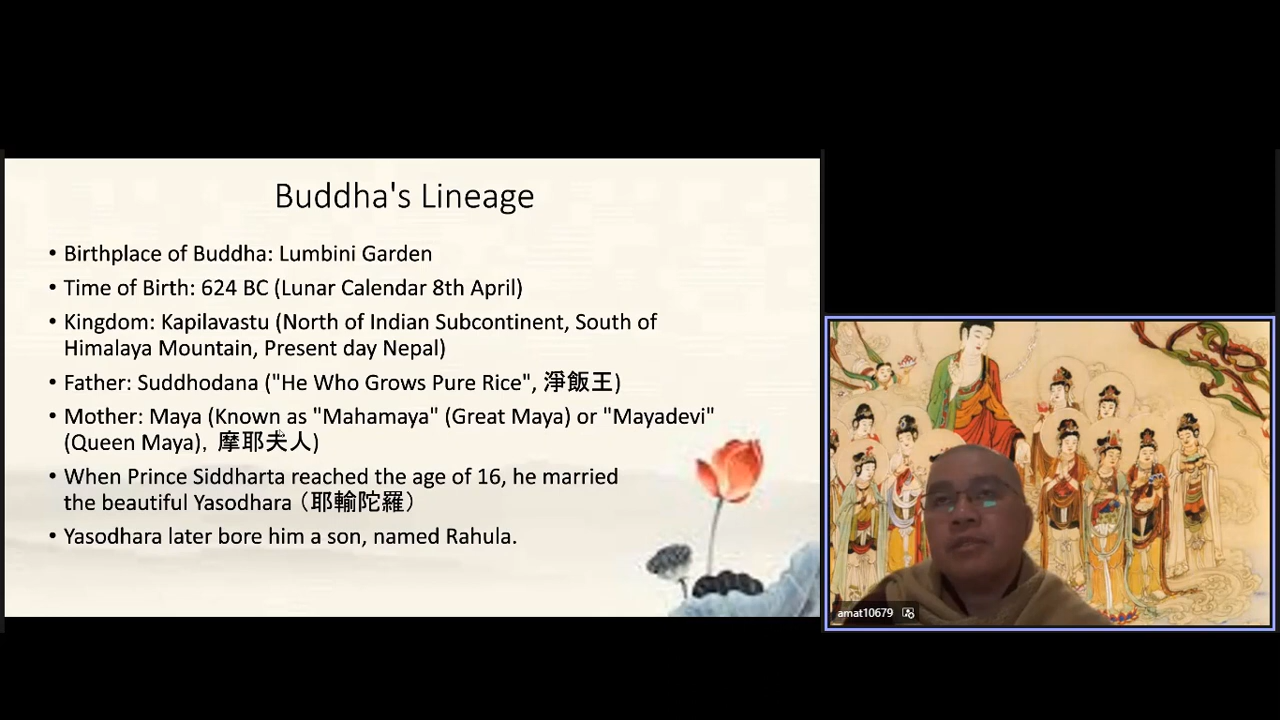 Buddha's Lineage
• Birthplace of Buddha: Lumbini Garden
• Time of Birth: 624 BC (Lunar Calendar 8th April)
• Kingdom: Kapilavastu (North of Indian Subcontinent, South of
Himalaya Mountain, Present day Nepal)
• Father: Suddhodana ("He Who Grows Pure Rice", 淨飯王)
• Mother: Maya (Known as "Mahamaya" (Great Maya) or "Mayadevi"
(Queen Maya), 摩耶夫人)
• When Prince Siddharta reached the age of 16, he married
the beautiful Yasodhara（耶輸陀羅）
• Yasodhara later bore him a son, named Rahula.
amat10679